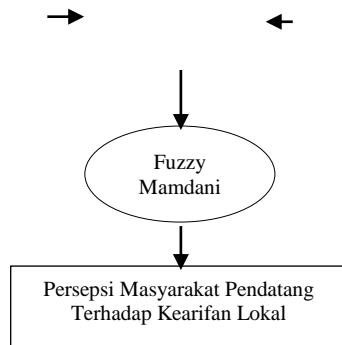 Fuzzy
Mamdani
Persepsi Masyarakat Pendatang
Terhadap Kearifan Lokal